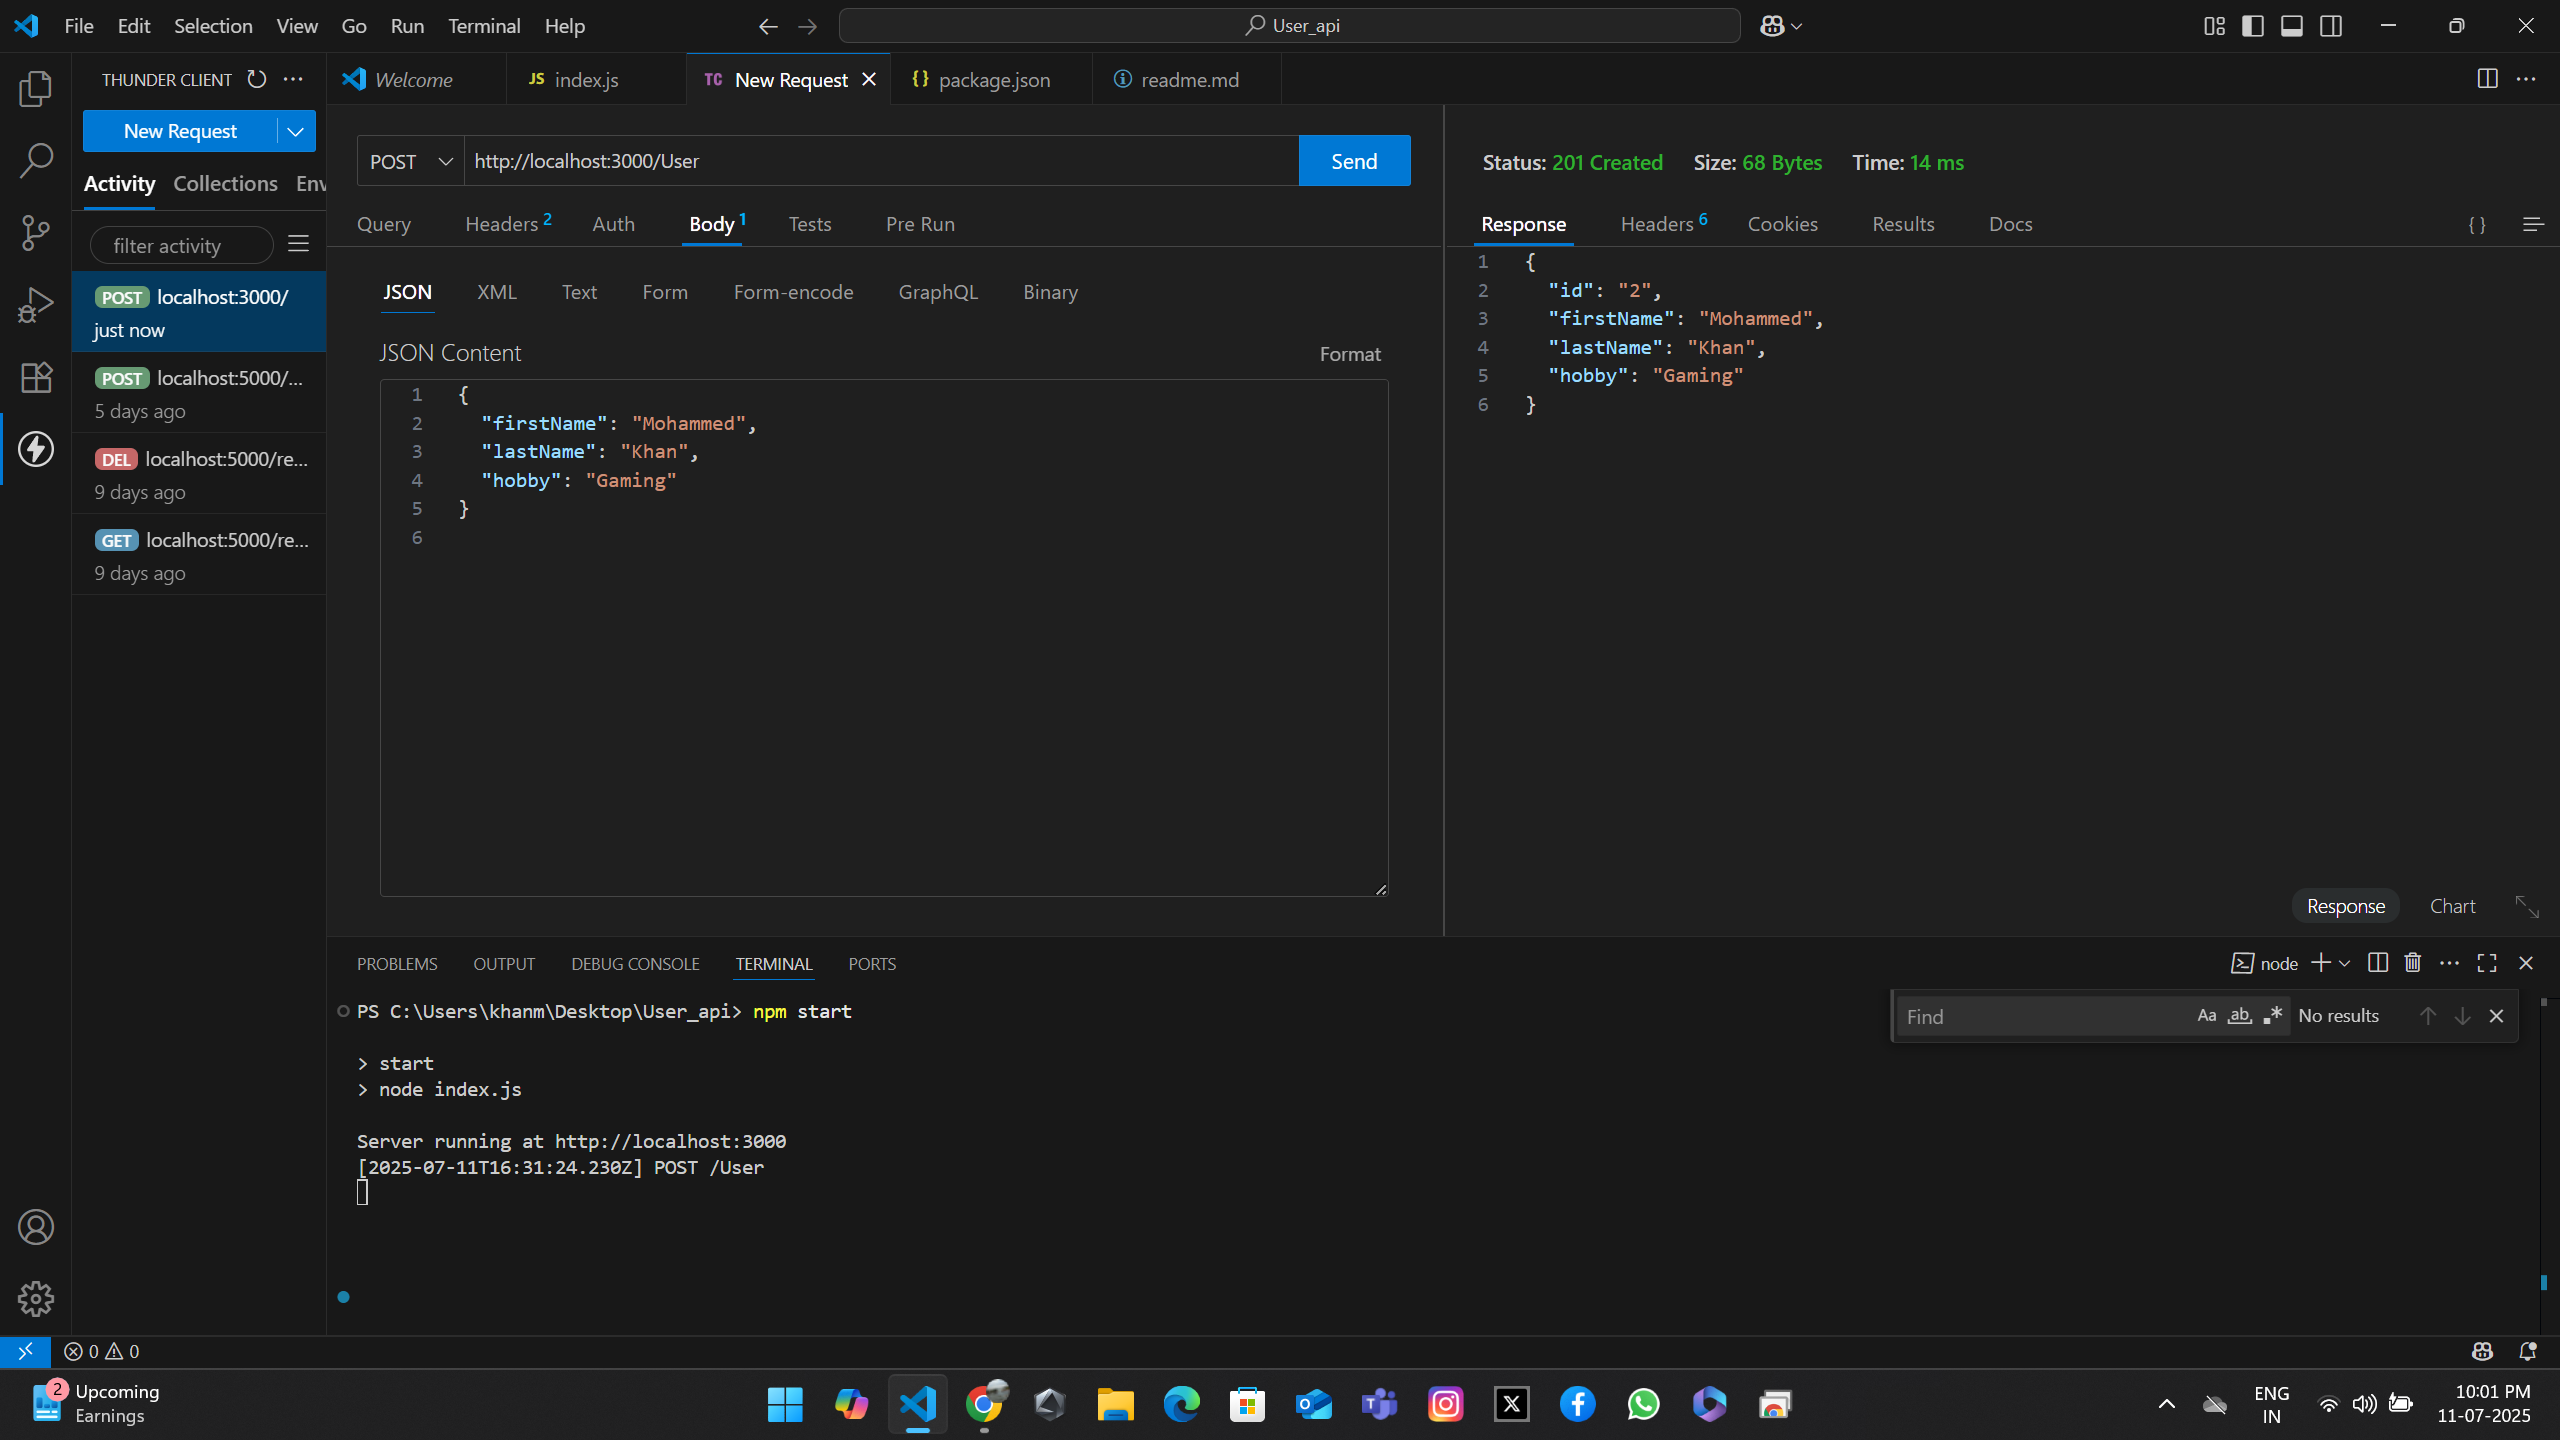 File Edit Selection View Go Run Terminal Help
User_api
THUNDER CLIENT
New Request
Activity Collections Env
filter activity
POST localhost:3000/
just now
POST localhost:5000/...
5 days ago
DEL localhost:5000/re...
9 days ago
GET localhost:5000/re...
9 days ago
Welcome
JS index.js
TC New Request
{} package.json
readme.md
POST http://localhost:3000/User Send
Query Headers 2 Auth Body 1 Tests Pre Run
JSON XML Text Form Form-encode GraphQL Binary
JSON Content Format
1 {
2 "firstName": "Mohammed",
3 "lastName": "Khan",
4 "hobby": "Gaming"
5 }
6
Status: 201 Created Size: 68 Bytes Time: 14 ms
Response Headers 6 Cookies Results Docs {}
1 {
2 "id": "2",
3 "firstName": "Mohammed",
4 "lastName": "Khan",
5 "hobby": "Gaming"
6 }
Response Chart
PROBLEMS OUTPUT DEBUG CONSOLE TERMINAL PORTS
node
Find Aa ab .* No results
PS C:\Users\khanm\Desktop\User_api> npm start
> start
> node index.js
Server running at http://localhost:3000
[2025-07-11T16:31:24.230Z] POST /User
0 0
2 Upcoming
Earnings
ENG
IN
10:01 PM
11-07-2025